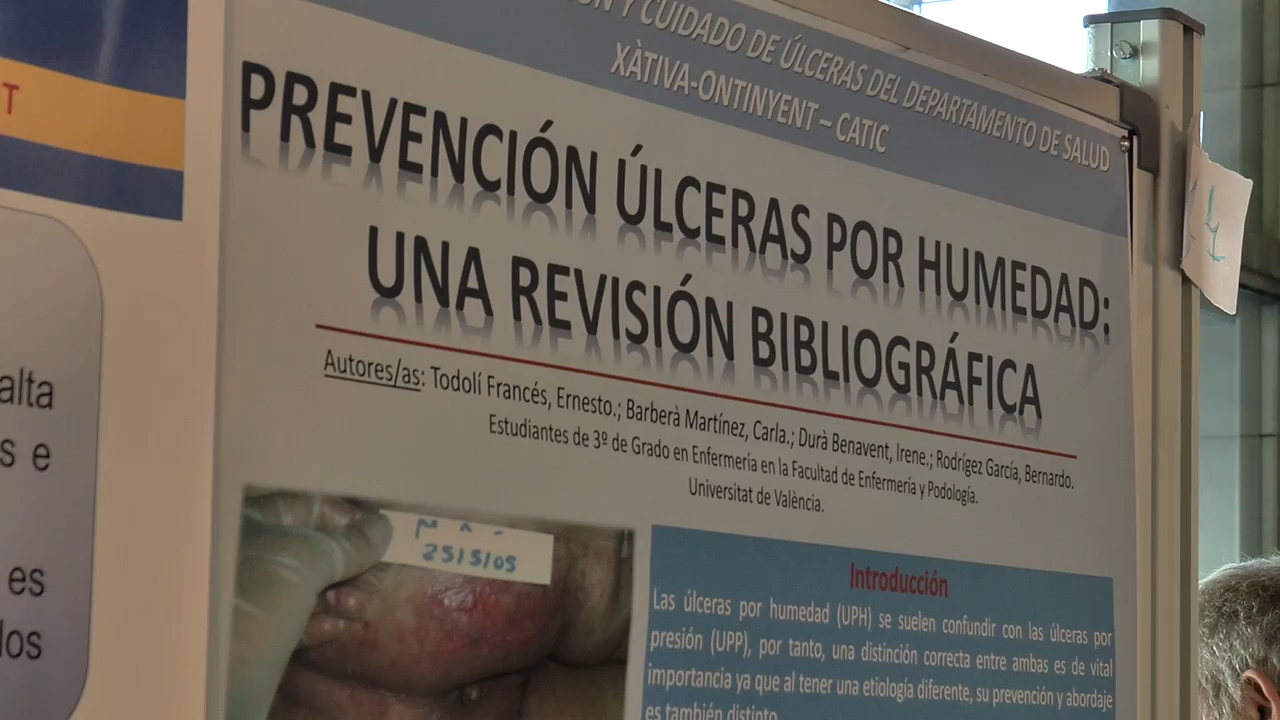 T
alta
s e
es
los
Y CUIDADO DE ÚLCERAS DEL DEPARTAMENTO DE SALUD
XÀTIVA-ONTINYENT – CATIC
PREVENCIÓN ÚLCERAS POR HUMEDAD:
UNA REVISIÓN BIBLIOGRÁFICA
Autores/as: Todolí Francés, Ernesto.; Barberà Martínez, Carla.; Durà Benavent, Irene.; Rodrígez García, Bernardo.
Estudiantes de 3º de Grado en Enfermería en la Facultad de Enfermería y Podología.
Universitat de València.
25/5/05
Introducción
Las úlceras por humedad (UPH) se suelen confundir con las úlceras por
presión (UPP), por tanto, una distinción correcta entre ambas es de vital
importancia ya que al tener una etiología diferente, su prevención y abordaje
es también distinto